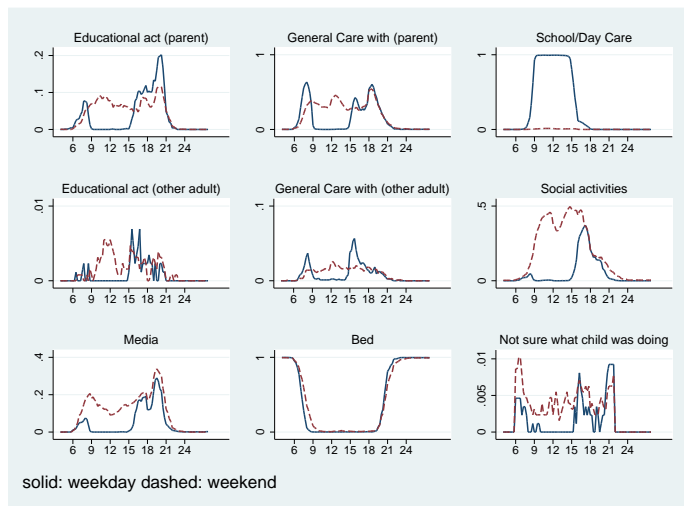 Educational act (parent)
General Care with (parent)
School/Day Care
.2
.1
0
6 9 12 15 18 21 24
1
0
6 9 12 15 18 21 24
1
0
6 9 12 15 18 21 24
Educational act (other adult)
General Care with (other adult)
Social activities
.01
0
6 9 12 15 18 21 24
.1
0
6 9 12 15 18 21 24
.5
0
6 9 12 15 18 21 24
Media
Bed
Not sure what child was doing
.4
.2
0
6 9 12 15 18 21 24
1
0
6 9 12 15 18 21 24
.01
.005
0
6 9 12 15 18 21 24
solid: weekday dashed: weekend